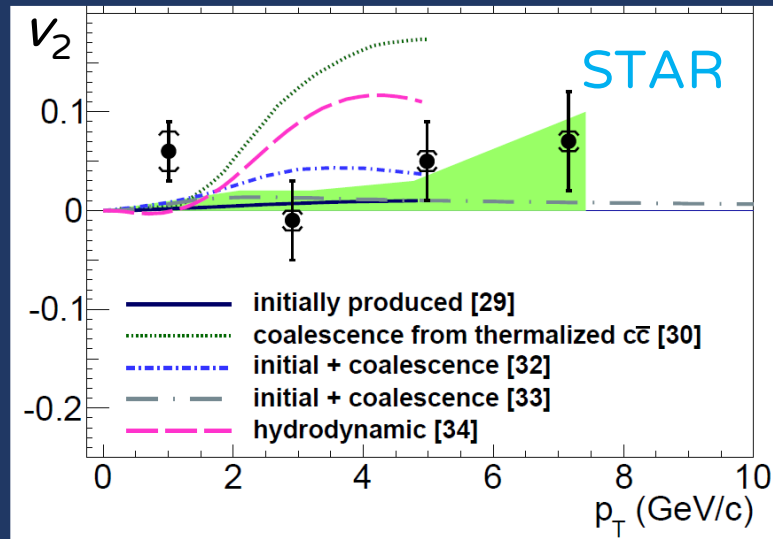 V2
STAR
0.1
0
-0.1
-0.2
initially produced [29]
coalescence from thermalized cc̅ [30]
initial + coalescence [32]
initial + coalescence [33]
hydrodynamic [34]
0 2 4 6 8 10
pT (GeV/c)